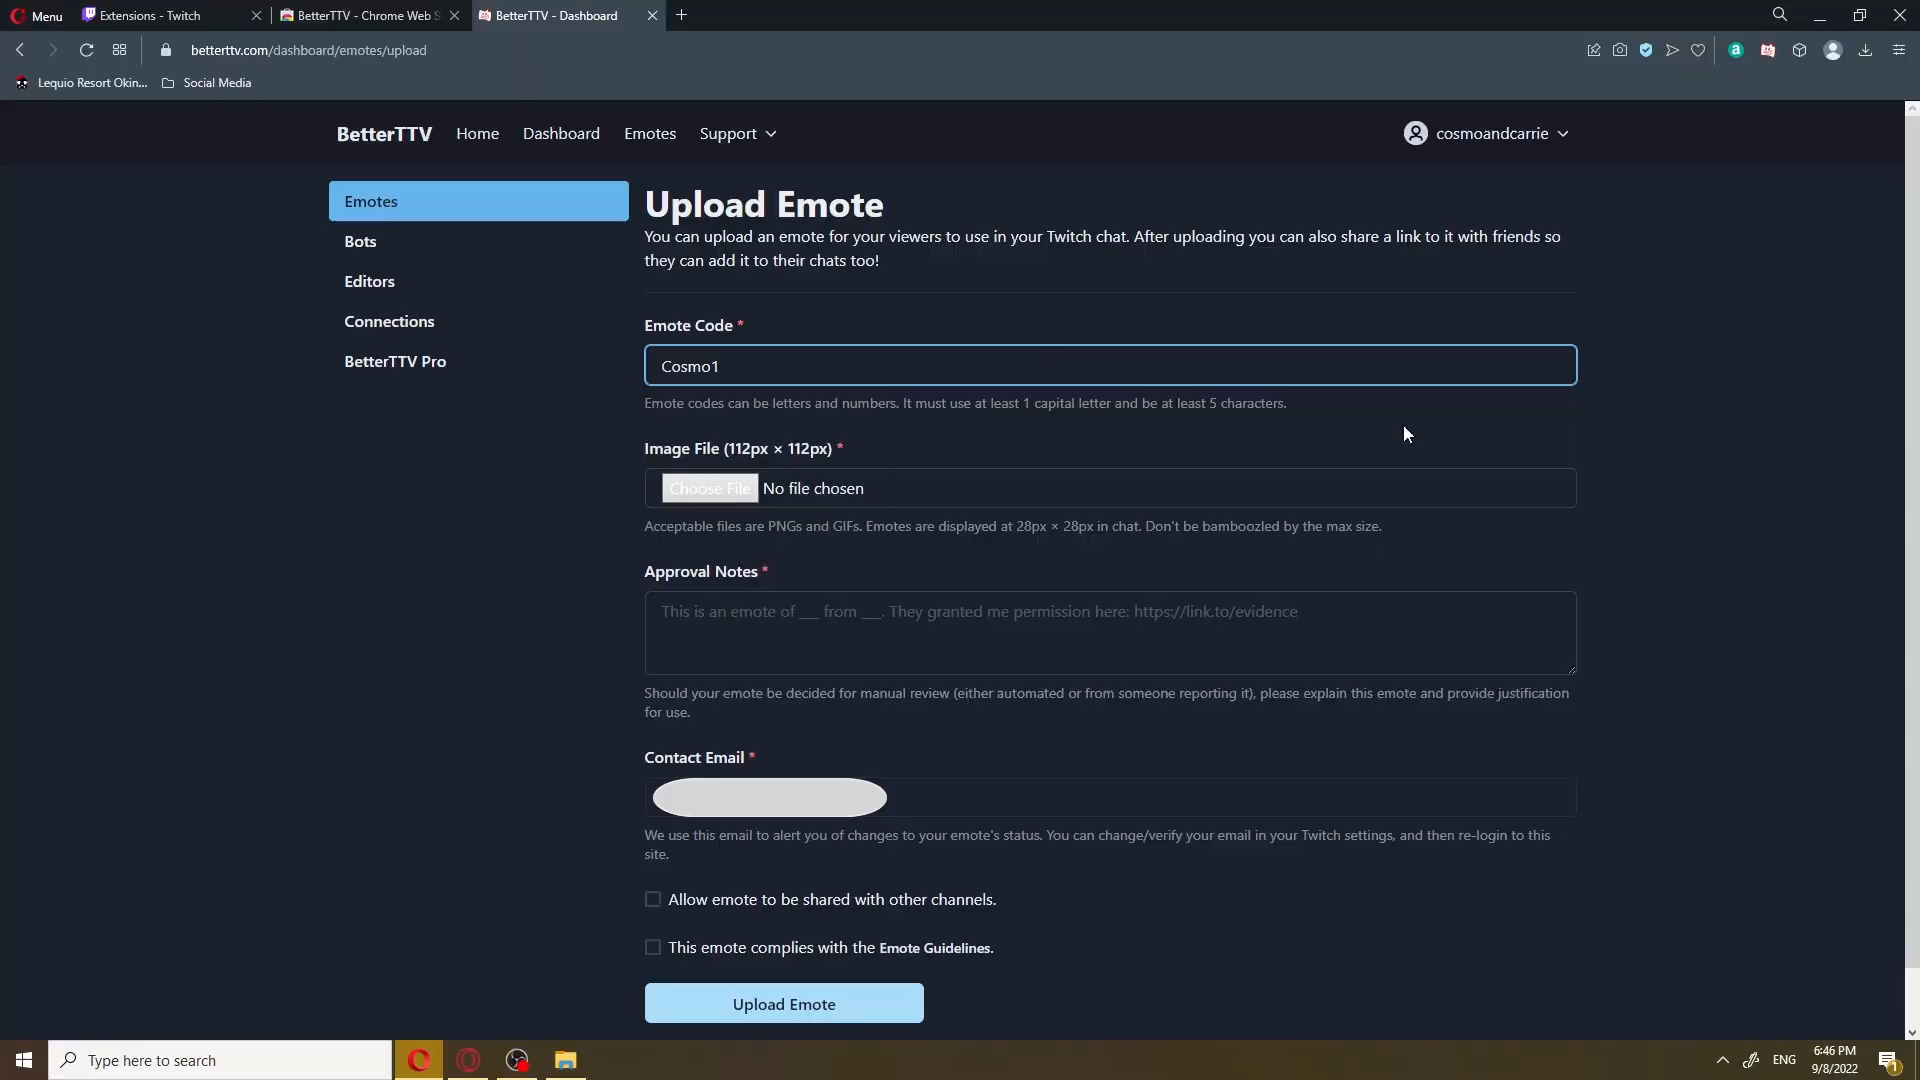 Menu
Extensions - Twitch
BetterTTV - Chrome Web S
BetterTTV - Dashboard
betterttv.com/dashboard/emotes/upload
Lequio Resort Okin...
Social Media
BetterTTV
Home
Dashboard
Emotes
Support
cosmoandcarrie
Emotes
Bots
Editors
Connections
BetterTTV Pro
Upload Emote
You can upload an emote for your viewers to use in your Twitch chat. After uploading you can also share a link to it with friends so
they can add it to their chats too!
Emote Code *
Cosmo1
Emote codes can be letters and numbers. It must use at least 1 capital letter and be at least 5 characters.
Image File (112px × 112px) *
Choose File No file chosen
Acceptable files are PNGs and GIFs. Emotes are displayed at 28px × 28px in chat. Don't be bamboozled by the max size.
Approval Notes *
This is an emote of ___ from ___. They granted me permission here: https://link.to/evidence
Should your emote be decided for manual review (either automated or from someone reporting it), please explain this emote and provide justification
for use.
Contact Email *
We use this email to alert you of changes to your emote's status. You can change/verify your email in your Twitch settings, and then re-login to this
site.
Allow emote to be shared with other channels.
This emote complies with the Emote Guidelines.
Upload Emote
Type here to search
ENG
6:46 PM
9/8/2022
1